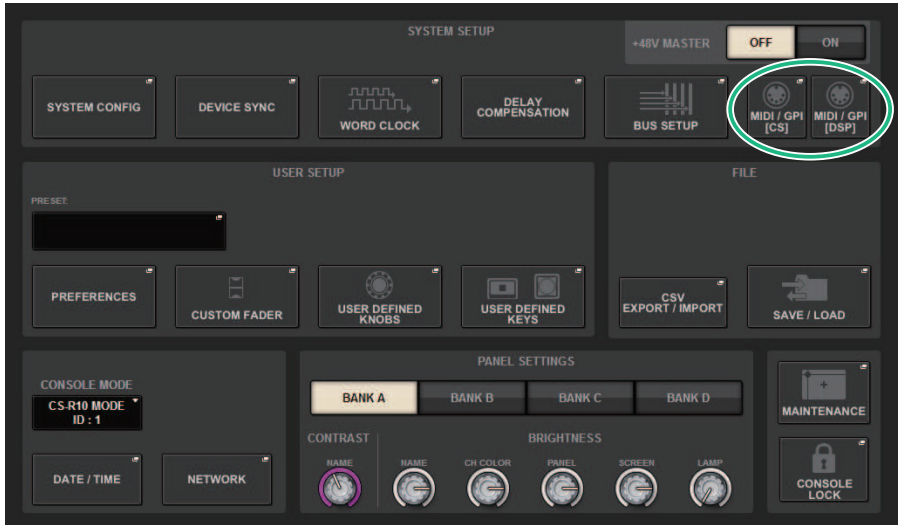 SYSTEM SETUP
+48V MASTER
OFF
ON
SYSTEM CONFIG
DEVICE SYNC
WORD CLOCK
DELAY
COMPENSATION
BUS SETUP
MIDI / GPI
[CS]
MIDI / GPI
[DSP]
USER SETUP
PRESET:
PREFERENCES
CUSTOM FADER
USER DEFINED
KNOBS
USER DEFINED
KEYS
FILE
CSV
EXPORT / IMPORT
SAVE / LOAD
CONSOLE MODE
CS-R10 MODE
ID : 1
DATE / TIME
NETWORK
PANEL SETTINGS
BANK A
BANK B
BANK C
BANK D
CONTRAST
BRIGHTNESS
NAME
NAME
CH COLOR
PANEL
SCREEN
LAMP
MAINTENANCE
CONSOLE
LOCK